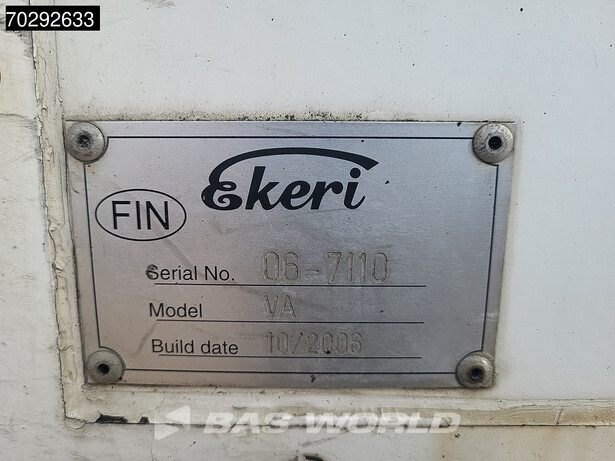 70292633
Ekeri
FIN
Serial No. 06-7110
Model VA
Build date 10/2006
BAS WORLD